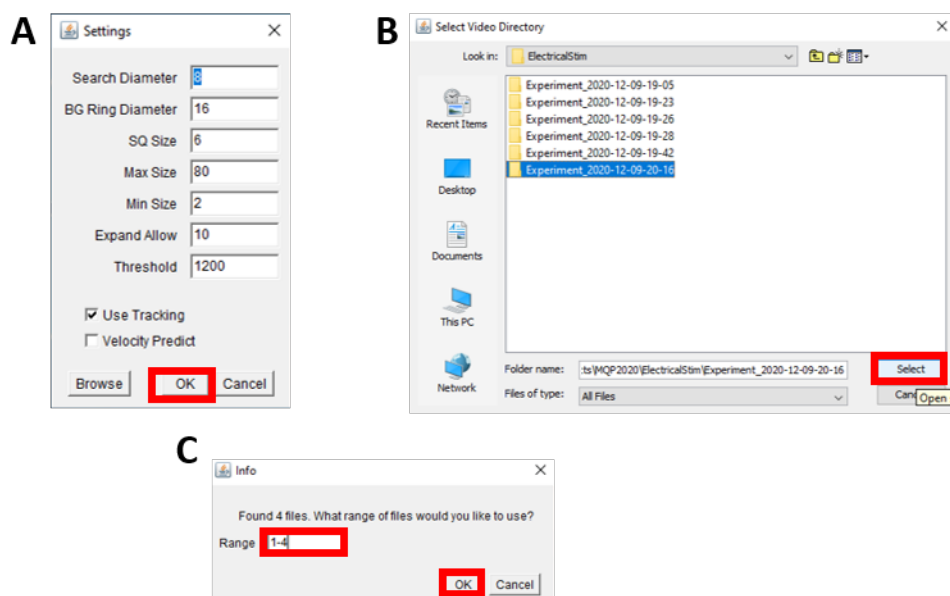 A
Settings
Search Diameter 8
BG Ring Diameter 16
SQ Size 6
Max Size 80
Min Size 2
Expand Allow 10
Threshold 1200
Use Tracking
Velocity Predict
Browse OK Cancel
B
Select Video Directory
Look in: ElectricalStim
Recent Items
Desktop
Documents
This PC
Network
Experiment_2020-12-09-19-05
Experiment_2020-12-09-19-23
Experiment_2020-12-09-19-26
Experiment_2020-12-09-19-28
Experiment_2020-12-09-19-42
Experiment_2020-12-09-20-16
Folder name: :ts\MQP2020\ElectricalStim\Experiment_2020-12-09-20-16 Select
Files of type: All Files Canc Open
C
Info
Found 4 files. What range of files would you like to use?
Range 1-4
OK Cancel